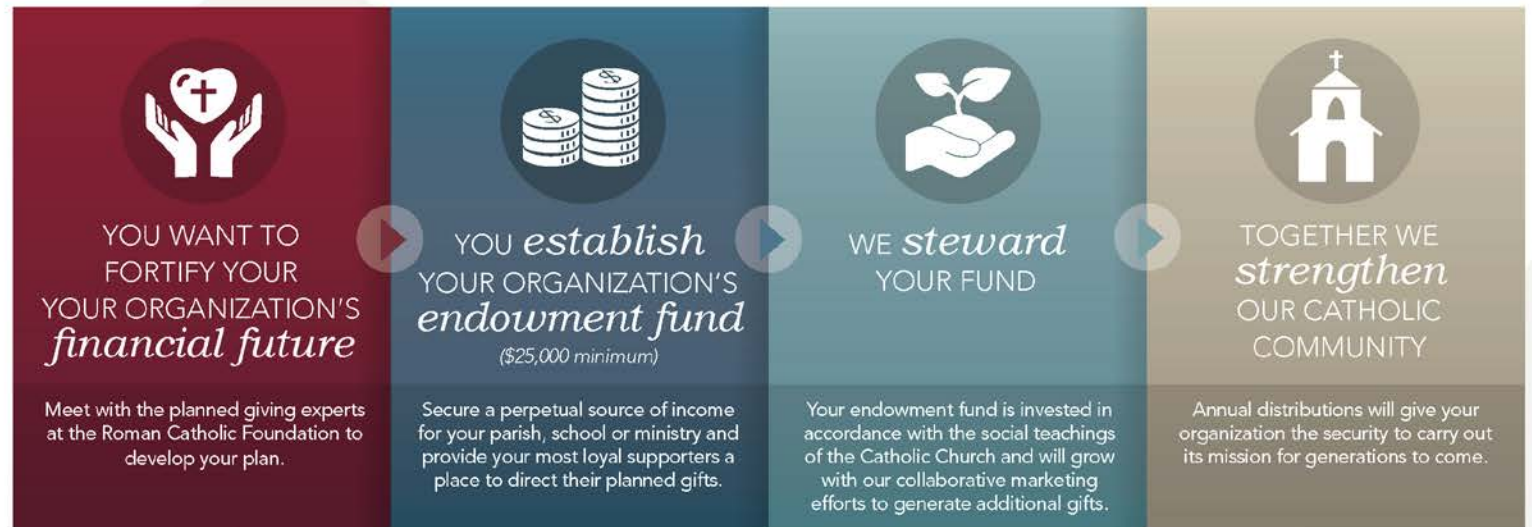 YOU WANT TO
FORTIFY YOUR
YOUR ORGANIZATION'S
financial future
Meet with the planned giving experts
at the Roman Catholic Foundation to
develop your plan.
YOU establish
YOUR ORGANIZATION'S
endowment fund
($25,000 minimum)
Secure a perpetual source of income
for your parish, school or ministry and
provide your most loyal supporters a
place to direct their planned gifts.
WE steward
YOUR FUND
Your endowment fund is invested in
accordance with the social teachings
of the Catholic Church and will grow
with our collaborative marketing
efforts to generate additional gifts.
TOGETHER WE
strengthen
OUR CATHOLIC
COMMUNITY
Annual distributions will give your
organization the security to carry out
its mission for generations to come.